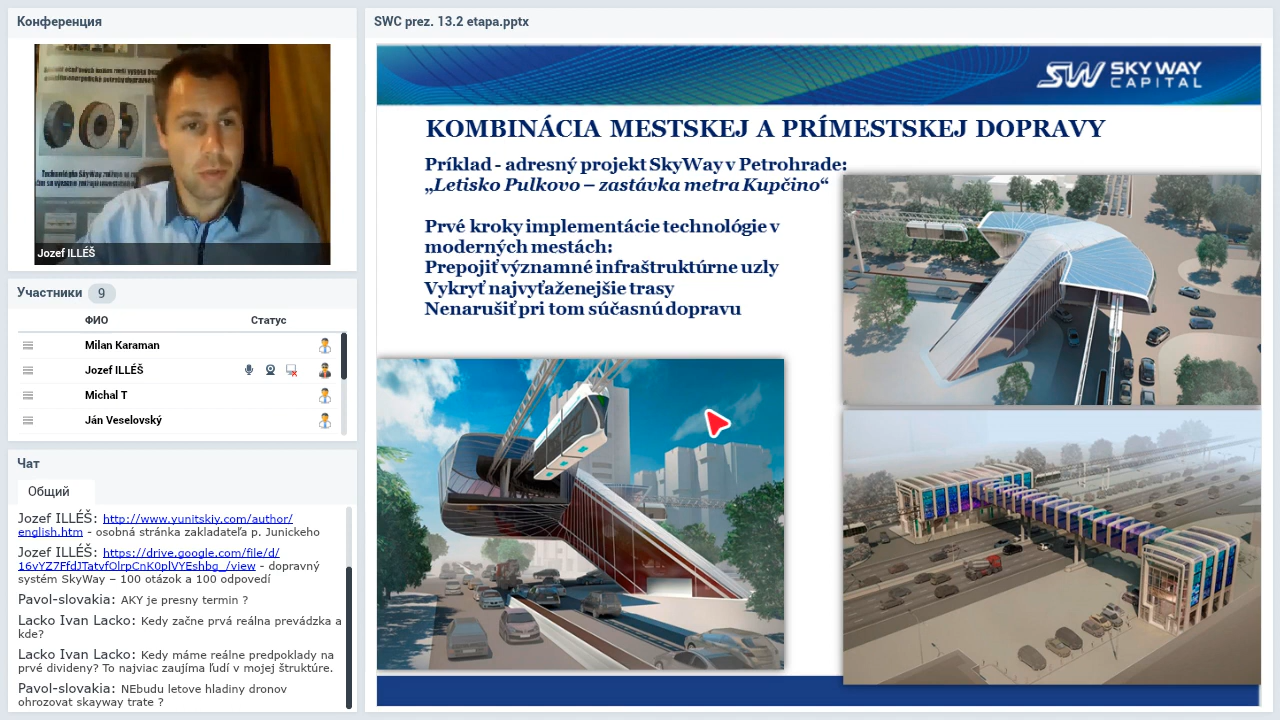 Конференция
Jozef ILLÉŠ
Участники 9
ФИО Статус
Milan Karaman
Jozef ILLÉŠ
Michal T
Ján Veselovský
Чат
Общий
Jozef ILLÉŠ: http://www.yunitskiy.com/author/
english.htm - osobná stránka zakladateľa p. Junickeho
Jozef ILLÉŠ: https://drive.google.com/file/d/
16vYZ7FfdJTatvfOlrpCnK0plVYEshbg_/view - dopravný
systém SkyWay – 100 otázok a 100 odpovedí
Pavol-slovakia: AKY je presny termin ?
Lacko Ivan Lacko: Kedy začne prvá reálna prevádzka a
kde?
Lacko Ivan Lacko: Kedy máme reálne predpoklady na
prvé divideny? To najviac zaujíma ľudí v mojej štruktúre.
Pavol-slovakia: NEbudu letove hladiny dronov
ohrozovat skayway trate ?
SWC prez. 13.2 etapa.pptx
SW SKY WAY
CAPITAL
KOMBINÁCIA MESTSKEJ A PRÍMESTSKEJ DOPRAVY
Príklad - adresný projekt SkyWay v Petrohrade:
„Letisko Pulkovo – zastávka metra Kupčino“
Prvé kroky implementácie technológie v
moderných mestách:
Prepojiť významné infraštruktúrne uzly
Vykryť najvyťaženejšie trasy
Nenarušiť pri tom súčasnú dopravu